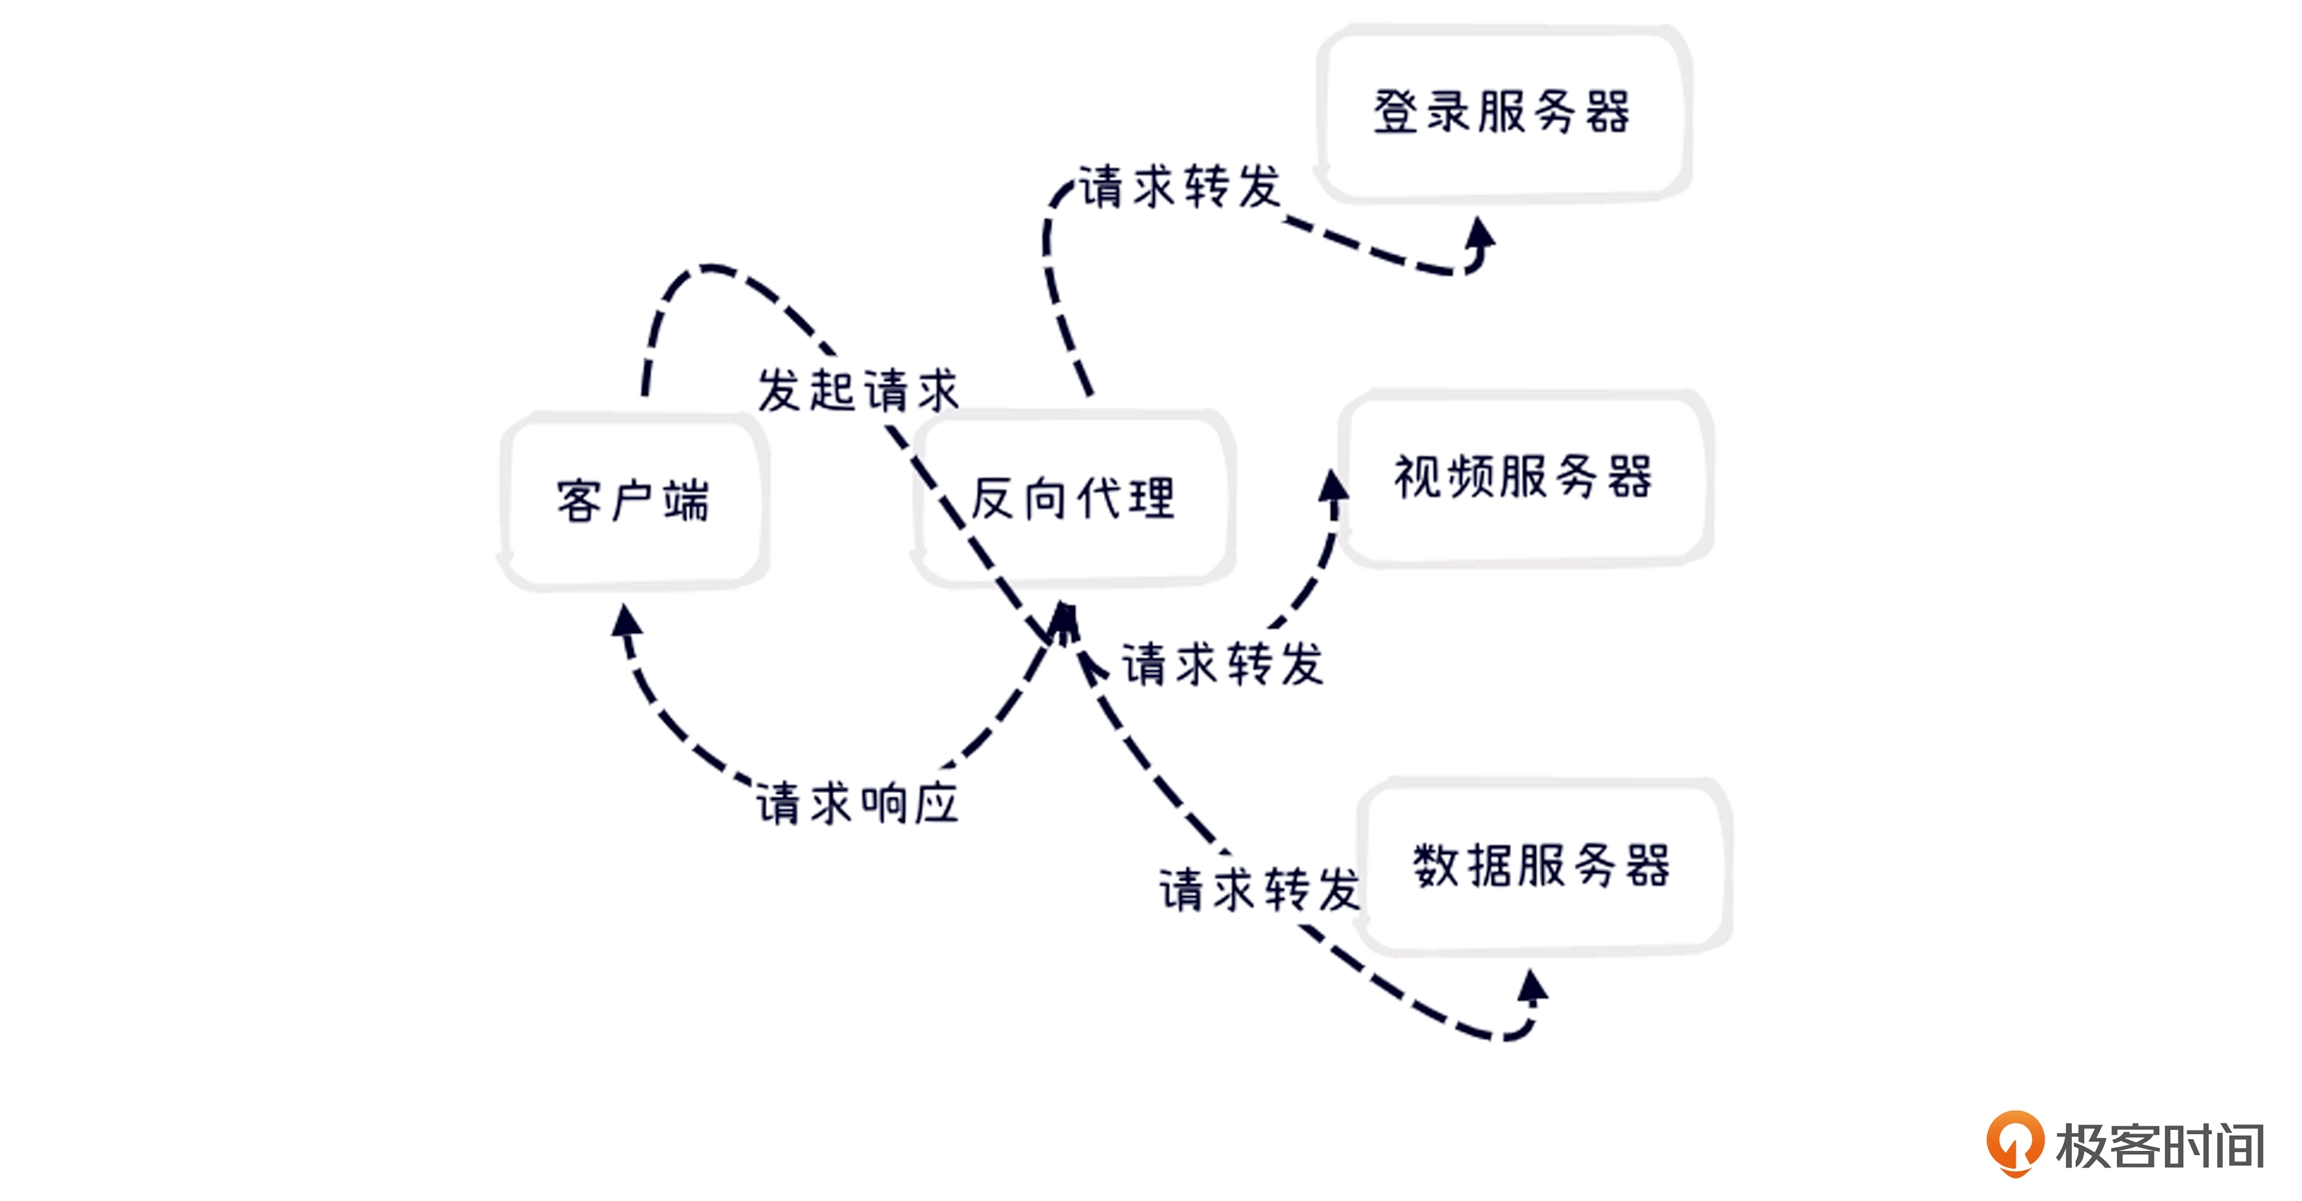 登录服务器
请求转发
发起请求
客户端
反向代理
视频服务器
请求转发
请求响应
数据服务器
请求转发
极客时间